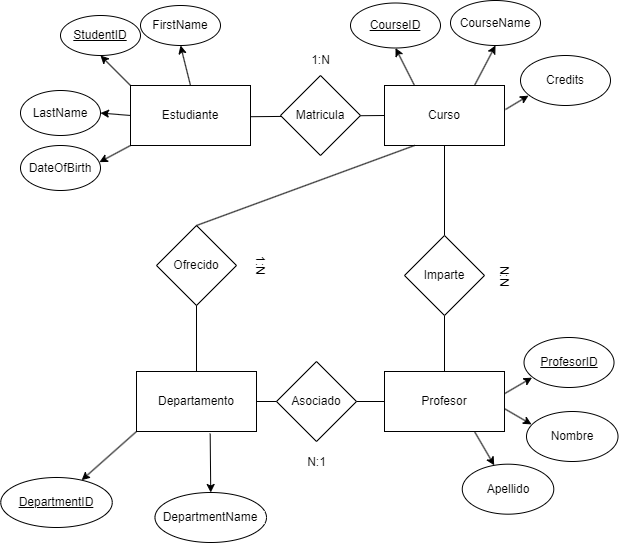 StudentID
FirstName
CourseID
CourseName
1:N
Credits
LastName
Estudiante
Matricula
Curso
DateOfBirth
Ofrecido
1:N
Imparte
N:N
ProfesorID
Departamento
Asociado
Profesor
Nombre
N:1
DepartmentID
Apellido
DepartmentName